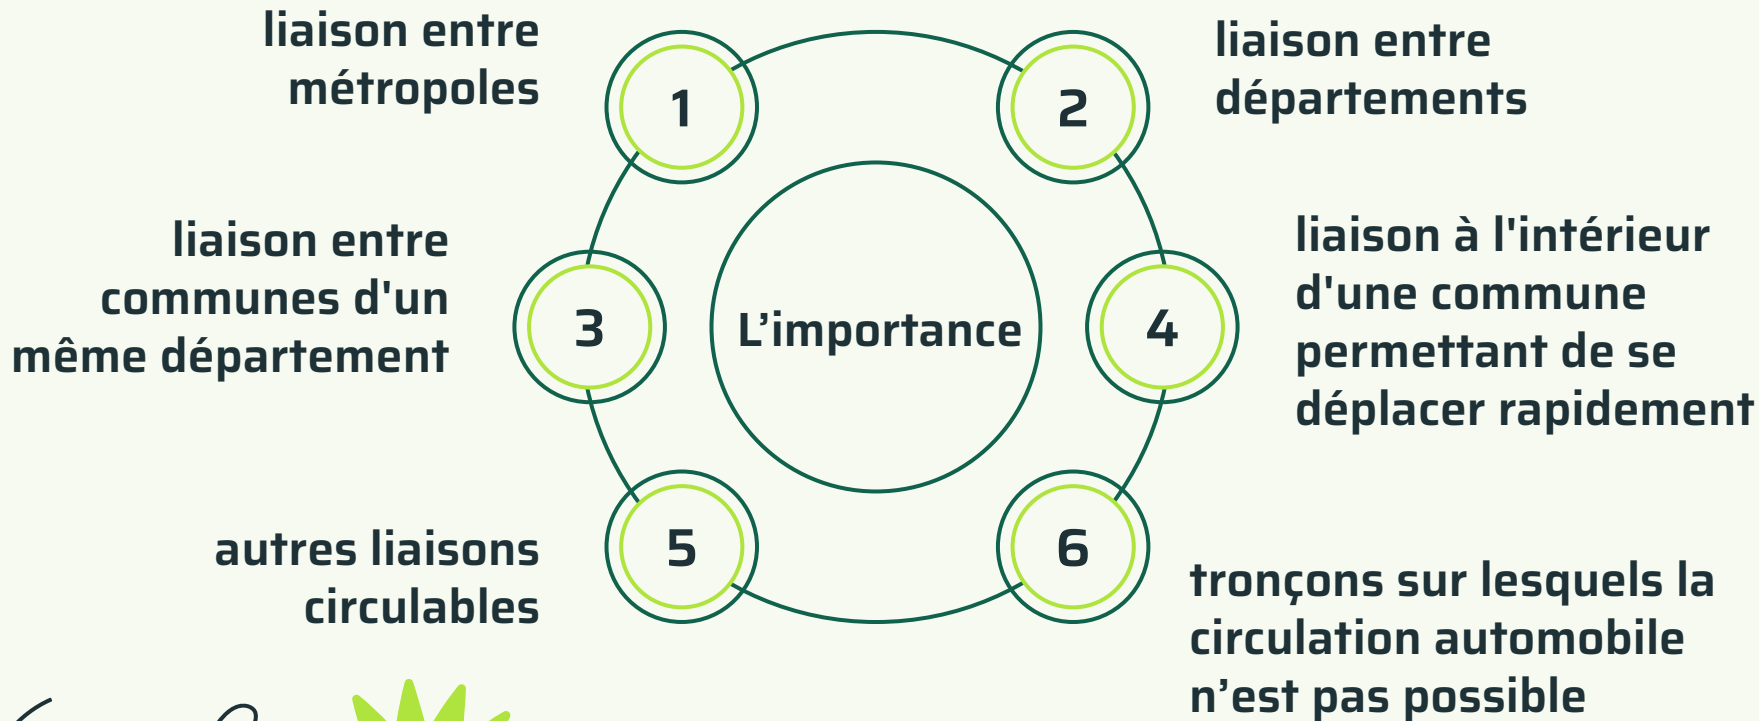 liaison entre
métropoles
1
2
liaison entre
départements
liaison entre
communes d'un
même département
3
L’importance
4
liaison à l'intérieur
d'une commune
permettant de se
déplacer rapidement
autres liaisons
circulables
5
6
tronçons sur lesquels la
circulation automobile
n’est pas possible